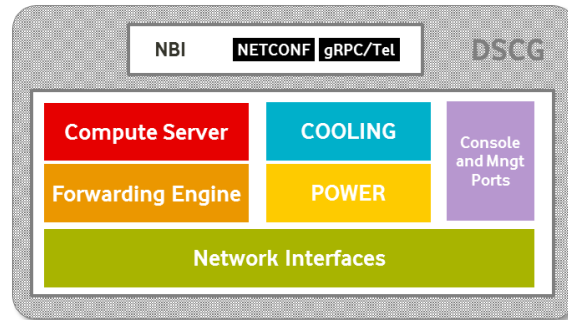 NBI NETCONF gRPC/Tel
DSCG
Compute Server
COOLING
Console
and Mngt
Ports
Forwarding Engine
POWER
Network Interfaces